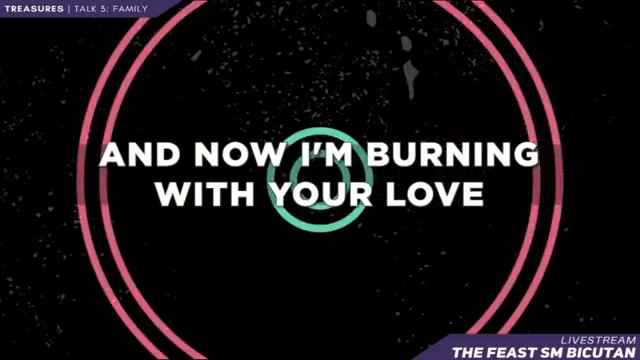 TREASURES | TALK 3: FAMILY
AND NOW I'M BURNING
WITH YOUR LOVE
LIVESTREAM
THE FEAST SM BICUTAN